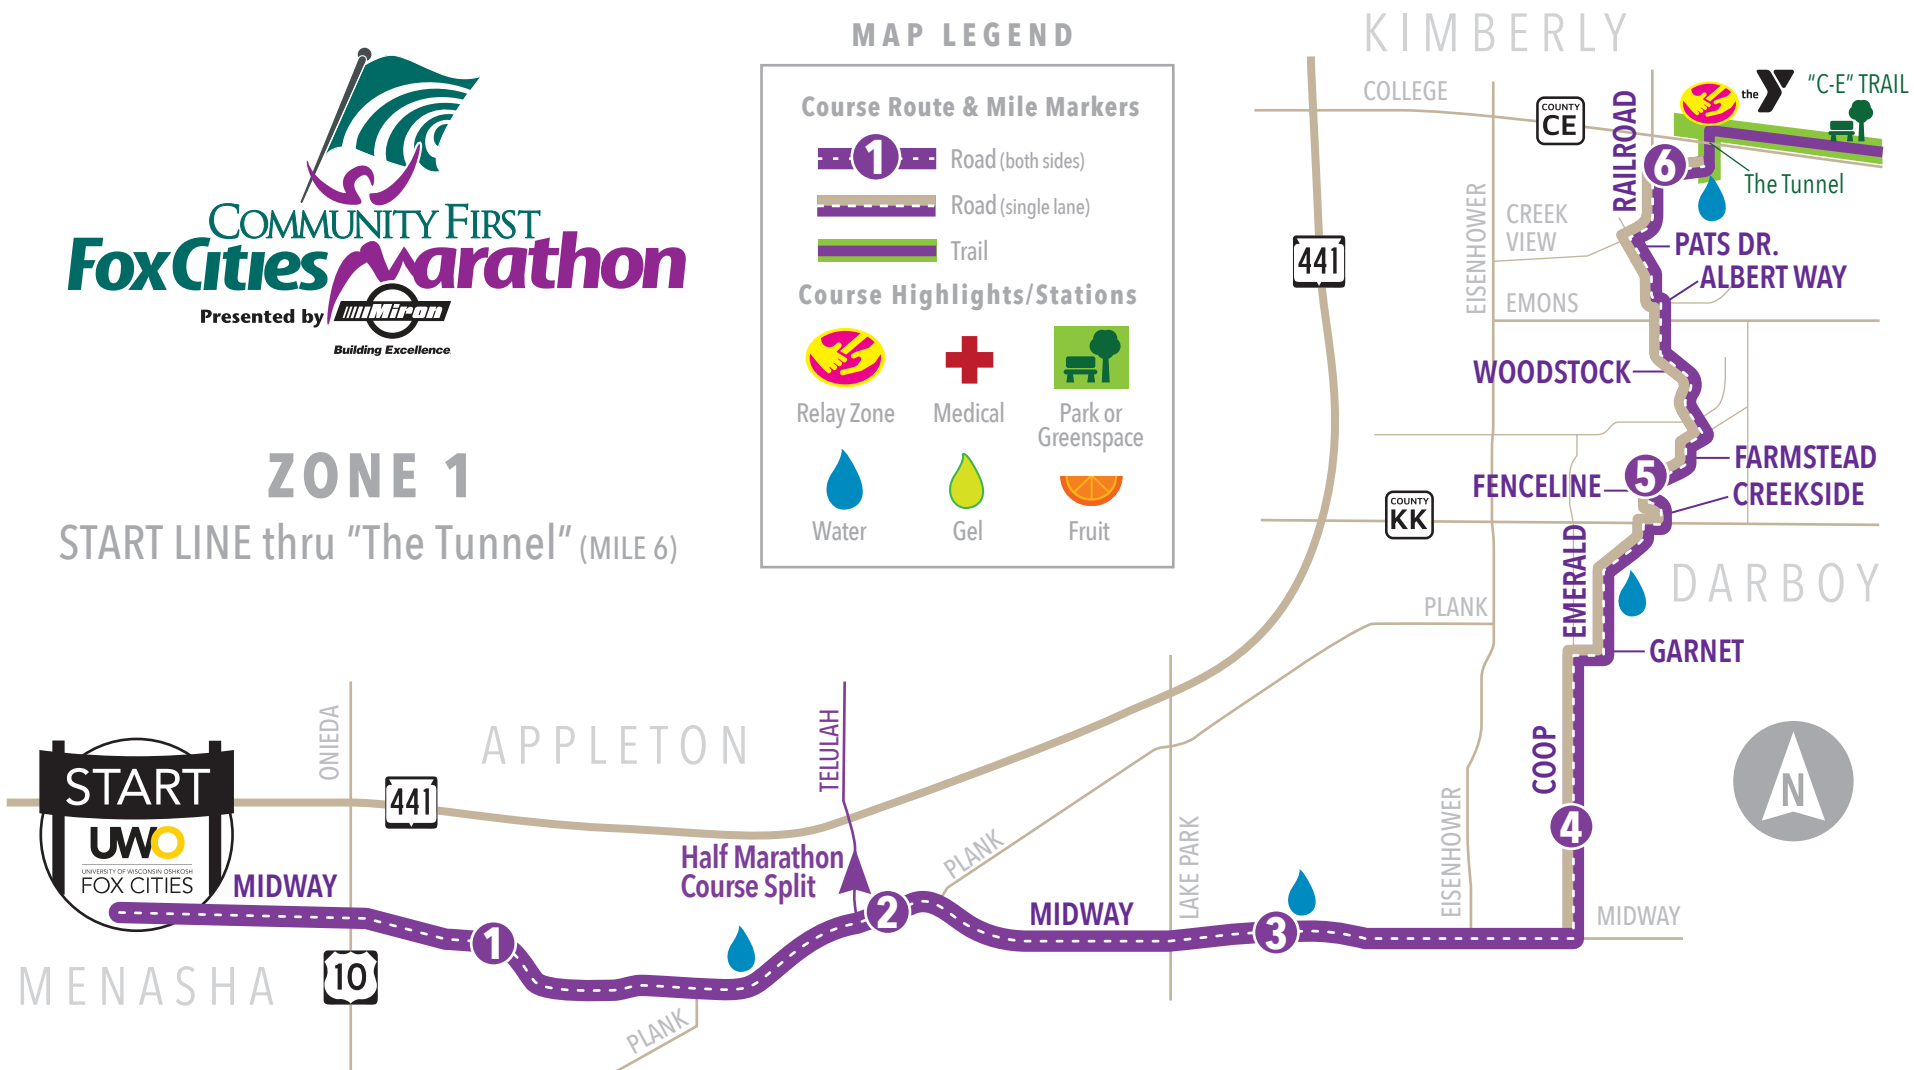 COMMUNITY FIRST
FoxCities Marathon
Presented by Miron
Building Excellence
ZONE 1
START LINE thru "The Tunnel" (MILE 6)
MAP LEGEND
Course Route & Mile Markers
1 Road (both sides)
Road (single lane)
Trail
Course Highlights/Stations
Relay Zone
Medical
Park or
Greenspace
Water
Gel
Fruit
KIMBERLY
COLLEGE
COUNTY
CE
RAILROAD
the Y
"C-E" TRAIL
6
The Tunnel
EISENHOWER
CREEK
VIEW
441
PATS DR.
ALBERT WAY
EMONS
WOODSTOCK
FARMSTEAD
FENCELINE
5
CREEKSIDE
COUNTY
KK
EMERALD
DARBOY
PLANK
GARNET
ONIEDA
APPLETON
TELULAH
COOP
N
START
UWO
UNIVERSITY OF WISCONSIN OSHKOSH
FOX CITIES
441
MIDWAY
Half Marathon
Course Split
PLANK
LAKE PARK
EISENHOWER
4
1
2
MIDWAY
3
MIDWAY
MENASHA
10
PLANK